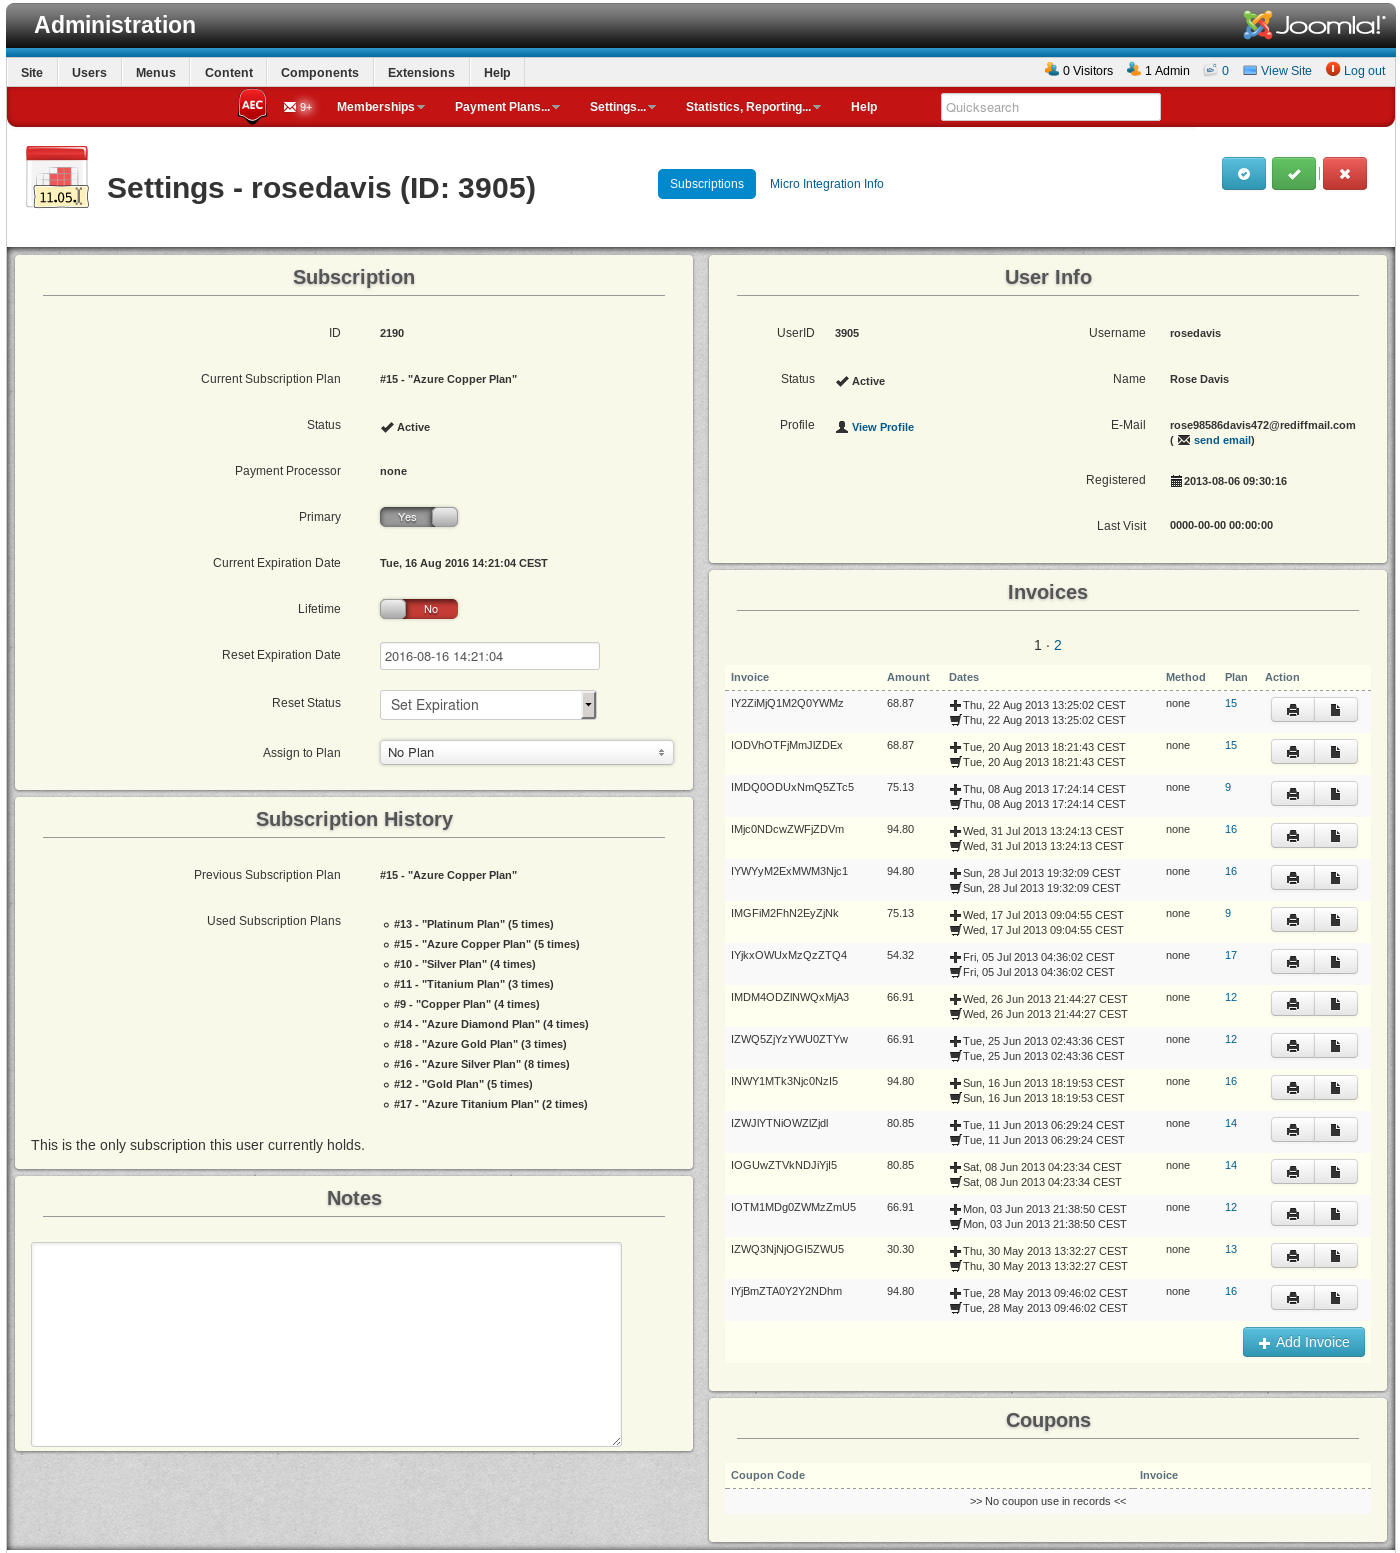 Administration
Joomla!®
Site Users Menus Content Components Extensions Help
0 Visitors 1 Admin 0 View Site Log out
AEC 9+ Memberships Payment Plans... Settings... Statistics, Reporting... Help Quicksearch
11.05.
Settings - rosedavis (ID: 3905)
Subscriptions Micro Integration Info
Subscription
ID 2190
Current Subscription Plan #15 - "Azure Copper Plan"
Status Active
Payment Processor none
Primary Yes
Current Expiration Date Tue, 16 Aug 2016 14:21:04 CEST
Lifetime No
Reset Expiration Date 2016-08-16 14:21:04
Reset Status Set Expiration
Assign to Plan No Plan
Subscription History
Previous Subscription Plan #15 - "Azure Copper Plan"
Used Subscription Plans
#13 - "Platinum Plan" (5 times)
#15 - "Azure Copper Plan" (5 times)
#10 - "Silver Plan" (4 times)
#11 - "Titanium Plan" (3 times)
#9 - "Copper Plan" (4 times)
#14 - "Azure Diamond Plan" (4 times)
#18 - "Azure Gold Plan" (3 times)
#16 - "Azure Silver Plan" (8 times)
#12 - "Gold Plan" (5 times)
#17 - "Azure Titanium Plan" (2 times)
This is the only subscription this user currently holds.
Notes
User Info
UserID 3905 Username rosedavis
Status Active Name Rose Davis
Profile View Profile E-Mail rose98586davis472@rediffmail.com
( send email)
Registered 2013-08-06 09:30:16
Last Visit 0000-00-00 00:00:00
Invoices
1 · 2
Invoice Amount Dates Method Plan Action
IY2ZiMjQ1M2Q0YWMz 68.87 Thu, 22 Aug 2013 13:25:02 CEST none 15
Thu, 22 Aug 2013 13:25:02 CEST
IODVhOTFjMmJlZDEx 68.87 Tue, 20 Aug 2013 18:21:43 CEST none 15
Tue, 20 Aug 2013 18:21:43 CEST
IMDQ0ODUxNmQ5ZTc5 75.13 Thu, 08 Aug 2013 17:24:14 CEST none 9
Thu, 08 Aug 2013 17:24:14 CEST
IMjc0NDcwZWFjZDVm 94.80 Wed, 31 Jul 2013 13:24:13 CEST none 16
Wed, 31 Jul 2013 13:24:13 CEST
IYWYyM2ExMWM3Njc1 94.80 Sun, 28 Jul 2013 19:32:09 CEST none 16
Sun, 28 Jul 2013 19:32:09 CEST
IMGFiM2FhN2EyZjNk 75.13 Wed, 17 Jul 2013 09:04:55 CEST none 9
Wed, 17 Jul 2013 09:04:55 CEST
IYjkxOWUxMzQzZTQ4 54.32 Fri, 05 Jul 2013 04:36:02 CEST none 17
Fri, 05 Jul 2013 04:36:02 CEST
IMDM4ODZlNWQxMjA3 66.91 Wed, 26 Jun 2013 21:44:27 CEST none 12
Wed, 26 Jun 2013 21:44:27 CEST
IZWQ5ZjYzYWU0ZTYw 66.91 Tue, 25 Jun 2013 02:43:36 CEST none 12
Tue, 25 Jun 2013 02:43:36 CEST
INWY1MTk3Njc0NzI5 94.80 Sun, 16 Jun 2013 18:19:53 CEST none 16
Sun, 16 Jun 2013 18:19:53 CEST
IZWJlYTNiOWZlZjdl 80.85 Tue, 11 Jun 2013 06:29:24 CEST none 14
Tue, 11 Jun 2013 06:29:24 CEST
IOGUwZTVkNDJiYjI5 80.85 Sat, 08 Jun 2013 04:23:34 CEST none 14
Sat, 08 Jun 2013 04:23:34 CEST
IOTM1MDg0ZWMzZmU5 66.91 Mon, 03 Jun 2013 21:38:50 CEST none 12
Mon, 03 Jun 2013 21:38:50 CEST
IZWQ3NjNjOGI5ZWU5 30.30 Thu, 30 May 2013 13:32:27 CEST none 13
Thu, 30 May 2013 13:32:27 CEST
IYjBmZTA0Y2Y2NDhm 94.80 Tue, 28 May 2013 09:46:02 CEST none 16
Tue, 28 May 2013 09:46:02 CEST
Add Invoice
Coupons
Coupon Code Invoice
>> No coupon use in records <<